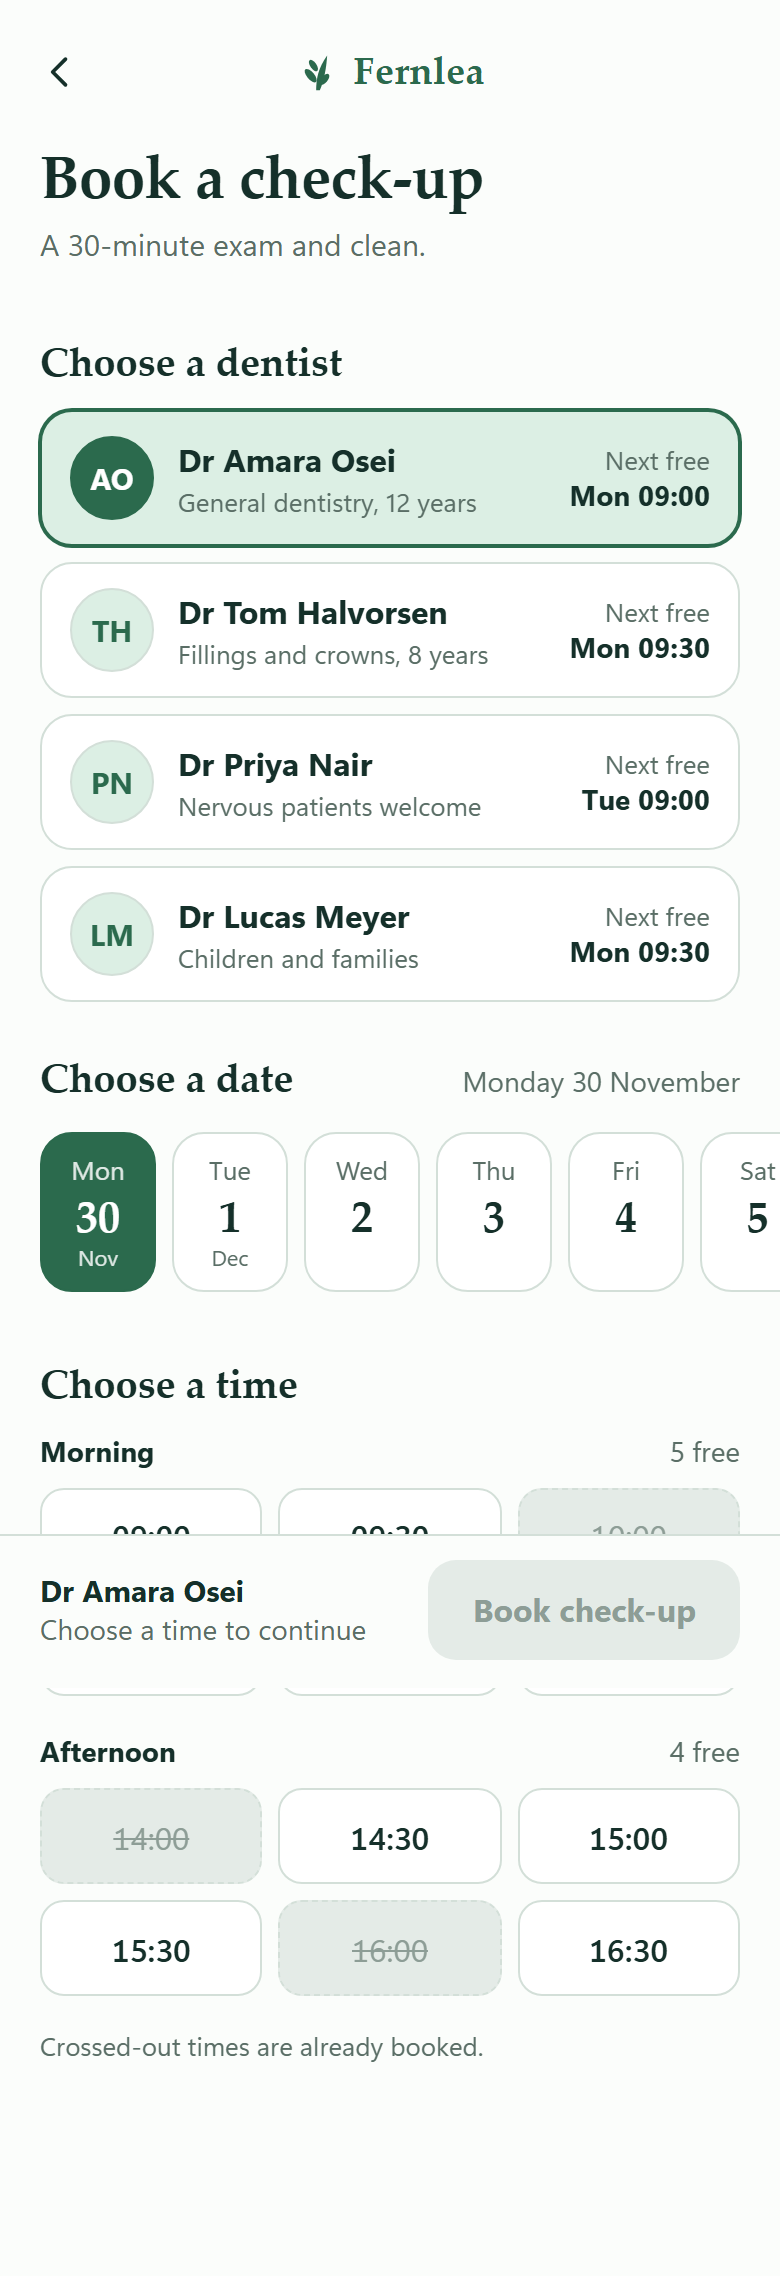 Fernlea
Book a check-up
A 30-minute exam and clean.
Choose a dentist
AO
Dr Amara Osei
General dentistry, 12 years
Next free
Mon 09:00
TH
Dr Tom Halvorsen
Fillings and crowns, 8 years
Next free
Mon 09:30
PN
Dr Priya Nair
Nervous patients welcome
Next free
Tue 09:00
LM
Dr Lucas Meyer
Children and families
Next free
Mon 09:30
Choose a date
Monday 30 November
Mon
30
Nov
Tue
1
Dec
Wed
2
Thu
3
Fri
4
Sat
5
Choose a time
Morning
5 free
09:00
09:30
10:00
Dr Amara Osei
Choose a time to continue
Book check-up
Afternoon
4 free
14:00
14:30
15:00
15:30
16:00
16:30
Crossed-out times are already booked.